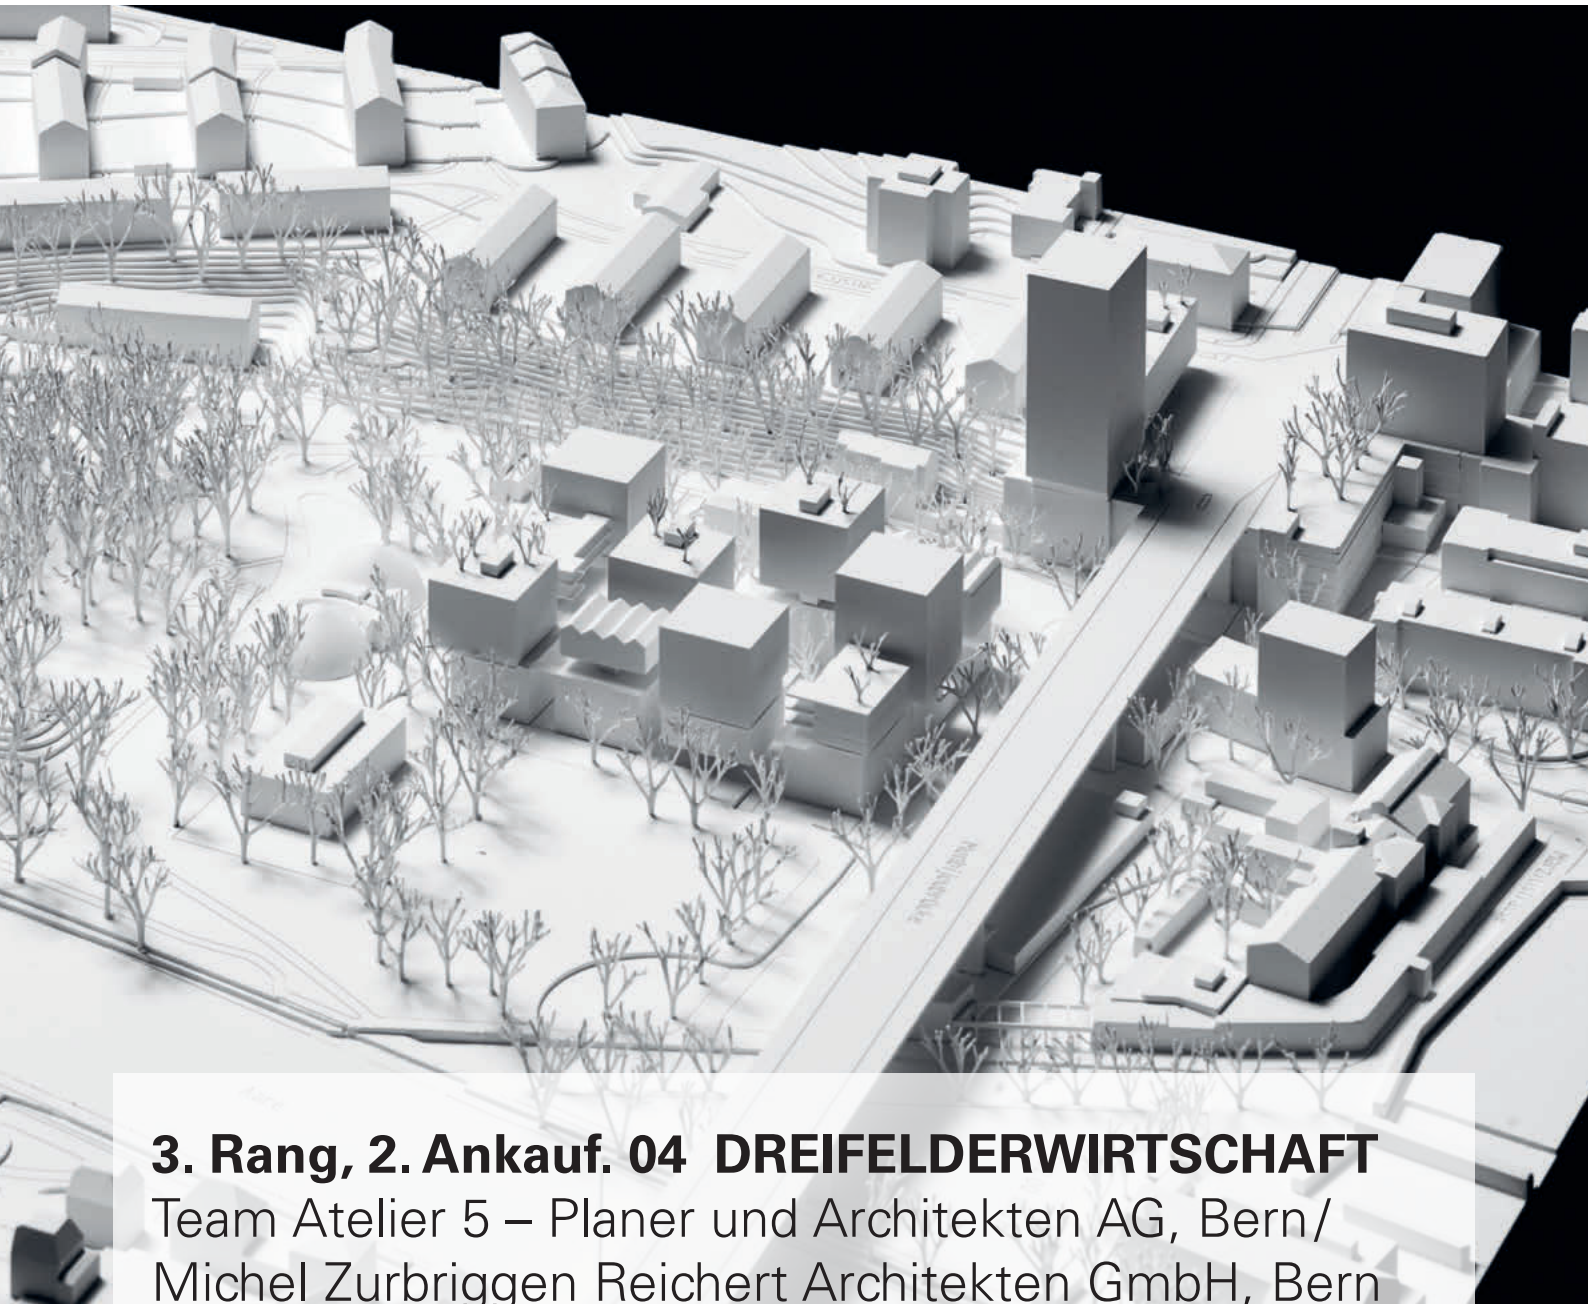 Aare
3. Rang, 2. Ankauf. 04 DREIFELDERWIRTSCHAFT
Team Atelier 5 – Planer und Architekten AG, Bern/
Michel Zurbriggen Reichert Architekten GmbH, Bern